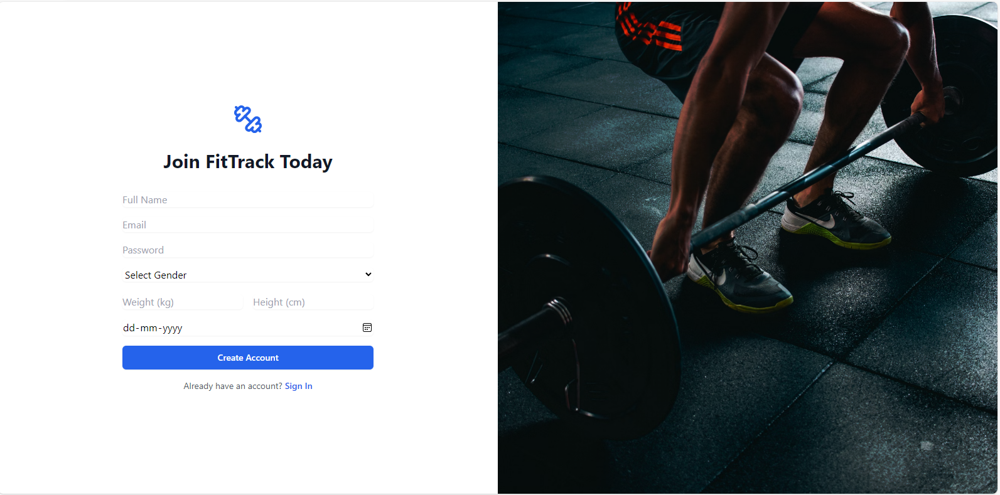 Join FitTrack Today
Full Name
Email
Password
Select Gender
Weight (kg) Height (cm)
dd-mm-yyyy
Create Account
Already have an account? Sign In